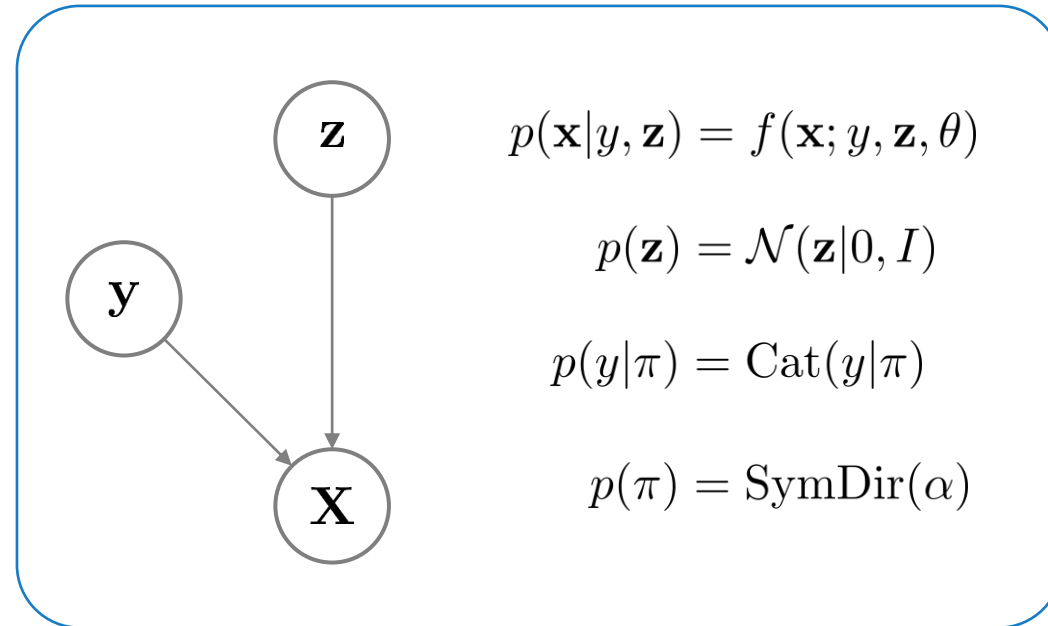 z
p(x|y, z) = f(x; y, z, θ)
p(z) = 𝒩(z|0, I)
y
p(y|π) = Cat(y|π)
p(π) = SymDir(α)
X